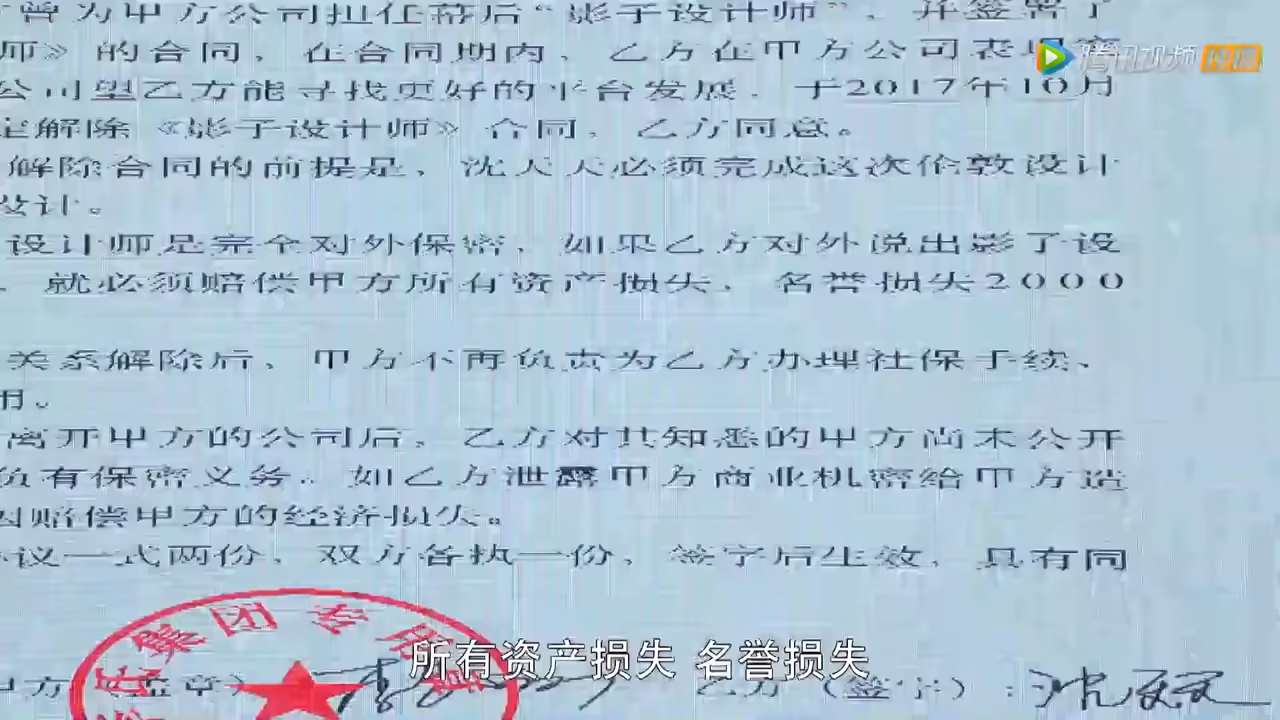 曾为甲方公司担任幕后“影子设计师”，并签署了
师》的合同，在合同期内，乙方在甲方公司表现
腾讯视频
公司望乙方能寻找更好的平台发展，于2017年10月
定解除《影子设计师》合同，乙方同意。
解除合同的前提是，沈天天必须完成这次伦敦设计
设计。
设计师是完全对外保密，如果乙方对外说出影子设
，就必须赔偿甲方所有资产损失，名誉损失2000
关系解除后，甲方不再负责为乙方办理社保手续、
用。
离开甲方的公司后，乙方对其知悉的甲方尚未公开
负有保密义务。如乙方泄露甲方商业机密给甲方造
赔偿甲方的经济损失。
议一式两份，双方各执一份，签字后生效，具有同
集团
所有资产损失 名誉损失
甲方 盖章） 乙方（签字）：沈